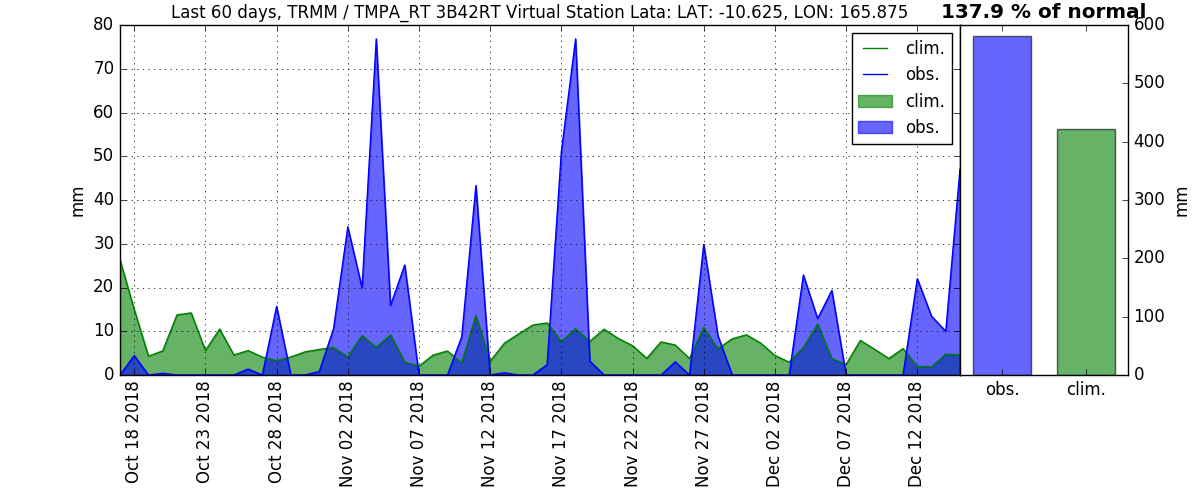 Last 60 days, TRMM / TMPA_RT 3B42RT Virtual Station Lata: LAT: -10.625, LON: 165.875
137.9 % of normal
80
70
60
50
40
30
20
10
0
mm
clim.
obs.
clim.
obs.
Oct 18 2018
Oct 23 2018
Oct 28 2018
Nov 02 2018
Nov 07 2018
Nov 12 2018
Nov 17 2018
Nov 22 2018
Nov 27 2018
Dec 02 2018
Dec 07 2018
Dec 12 2018
600
500
400
300
200
100
0
mm
obs.
clim.